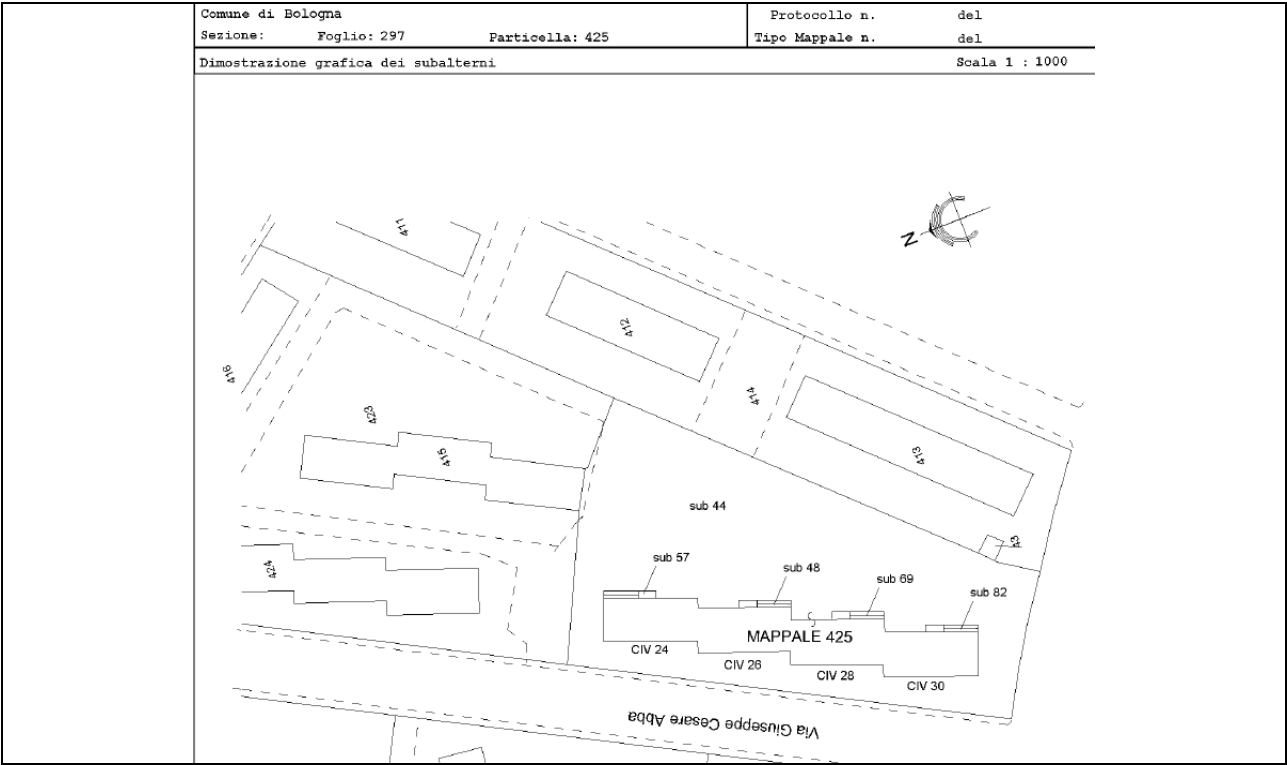 Comune di Bologna
Protocollo n. del
Sezione: Foglio: 297 Particella: 425
Tipo Mappale n. del
Dimostrazione grafica dei subalterni
Scala 1 : 1000
N
411
412
416
414
423
415
413
sub 44
A3
424
sub 57
sub 48
sub 69
sub 82
MAPPALE 425
CIV 24
CIV 26
CIV 28
CIV 30
Via Giuseppe Cesare Abba